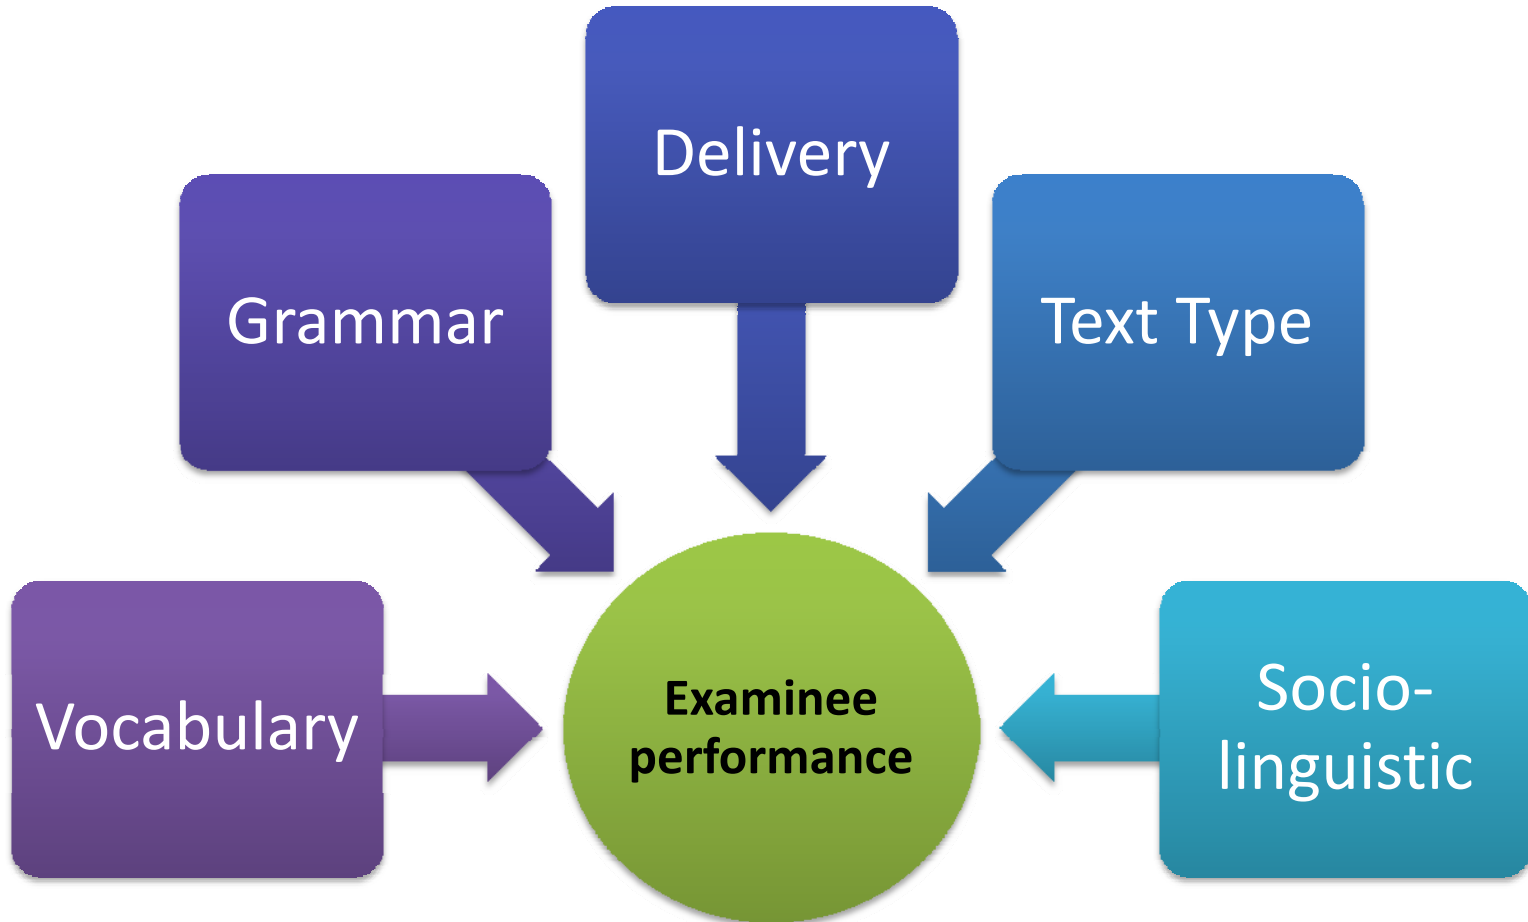 Delivery
Grammar
Text Type
Vocabulary
Examinee
performance
Socio-
linguistic